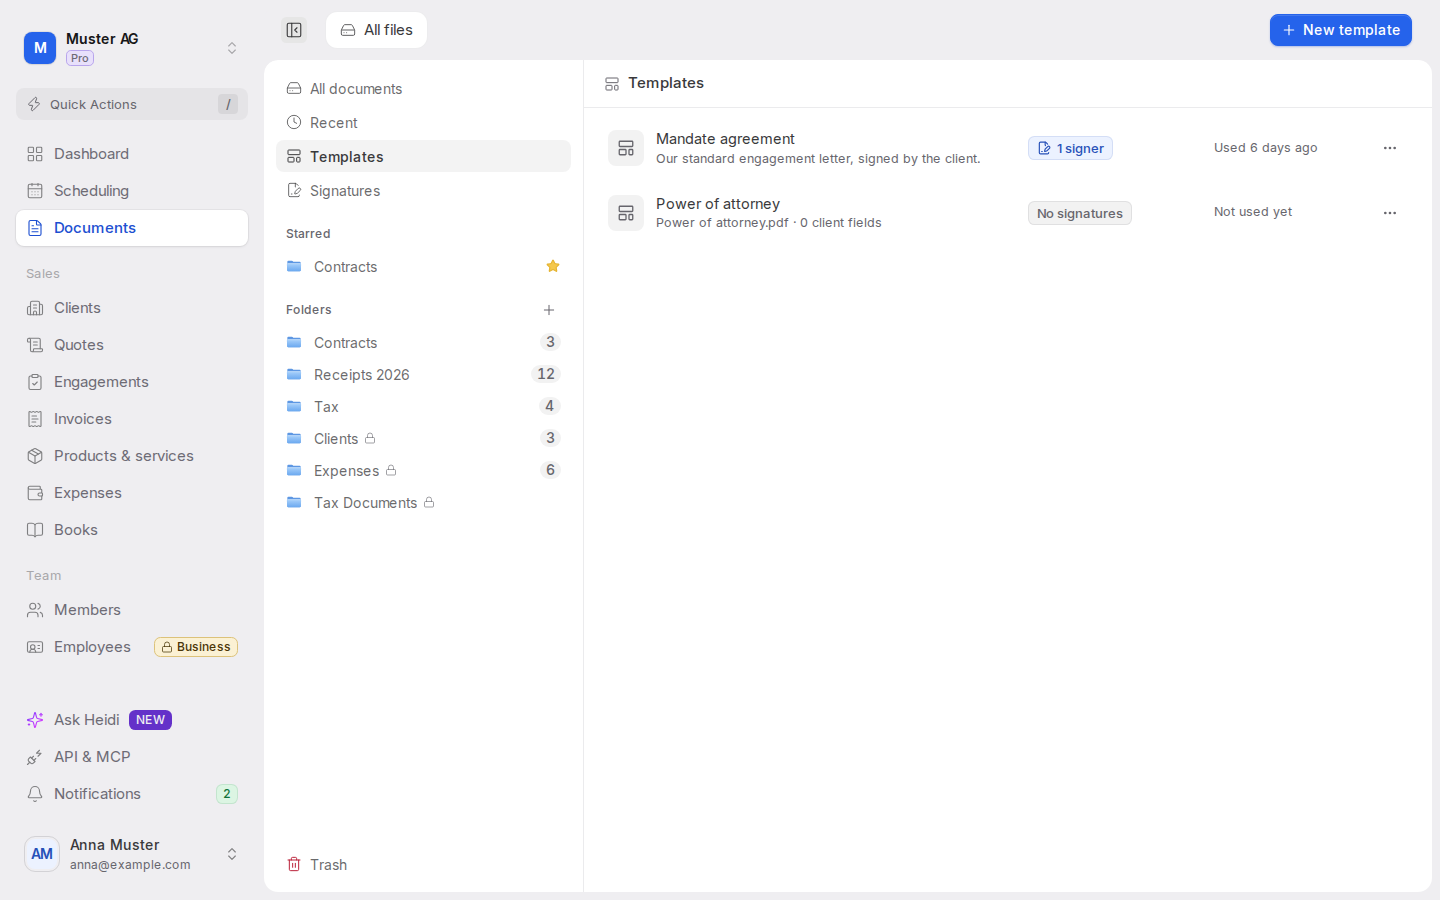 Muster AG
Pro
Quick Actions /
Dashboard
Scheduling
Documents
Sales
Clients
Quotes
Engagements
Invoices
Products & services
Expenses
Books
Team
Members
Employees Business
Ask Heidi NEW
API & MCP
Notifications 2
AM Anna Muster
anna@example.com
M
All files
New template
All documents
Recent
Templates
Signatures
Starred
Contracts
Folders
Contracts 3
Receipts 2026 12
Tax 4
Clients 3
Expenses 6
Tax Documents
Trash
Templates
Mandate agreement
Our standard engagement letter, signed by the client.
1 signer
Used 6 days ago
Power of attorney
Power of attorney.pdf · 0 client fields
No signatures
Not used yet